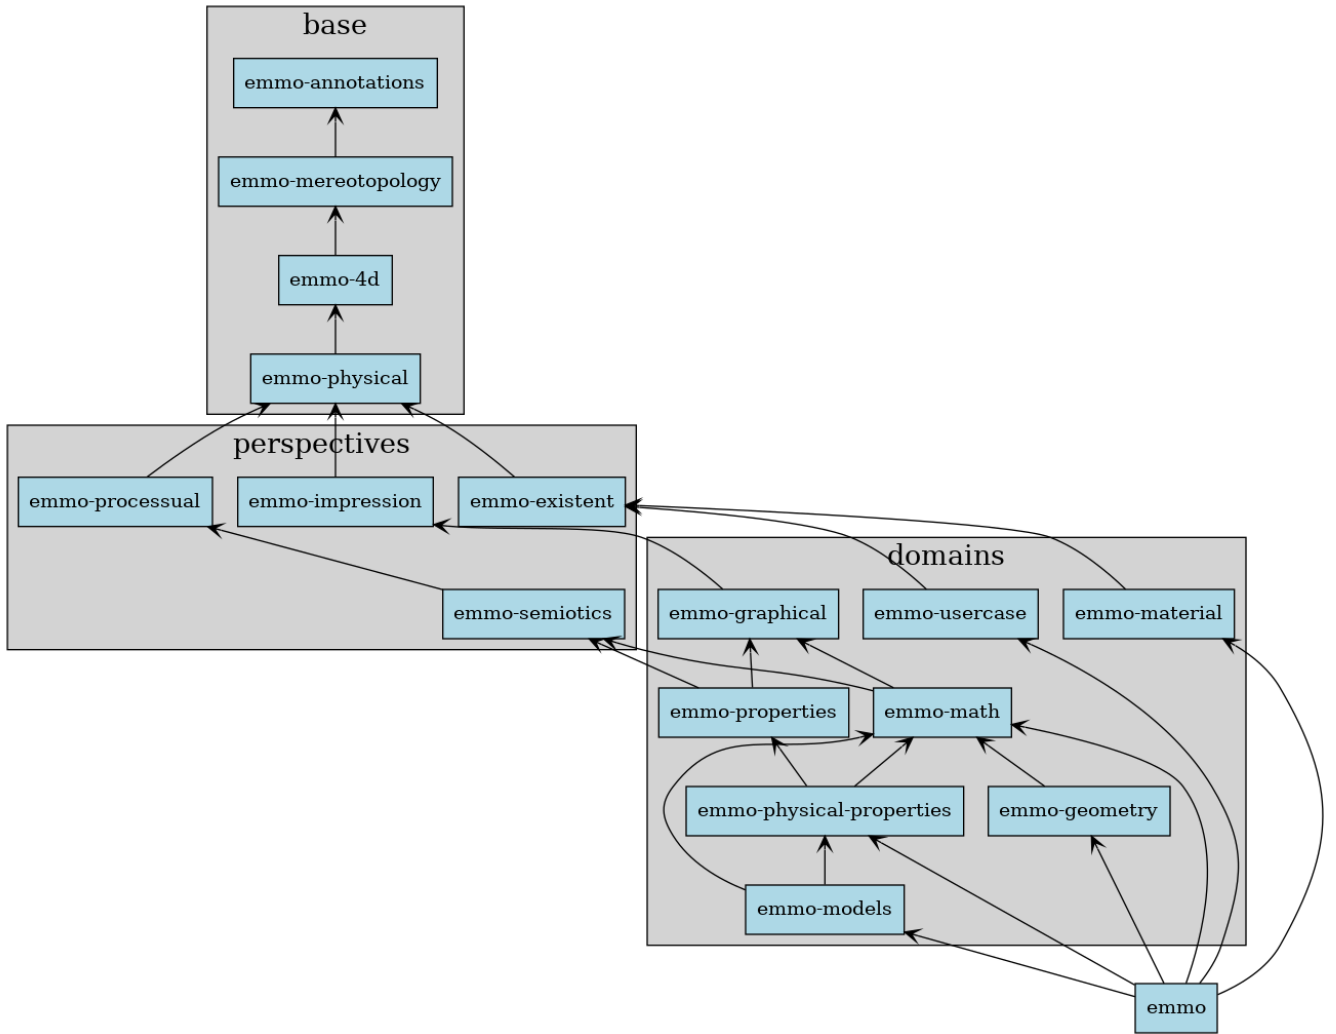 base
emmo-annotations
emmo-mereotopology
emmo-4d
emmo-physical
perspectives
emmo-processual
emmo-impression
emmo-existent
domains
emmo-semiotics
emmo-graphical
emmo-usercase
emmo-material
emmo-properties
emmo-math
emmo-physical-properties
emmo-geometry
emmo-models
emmo